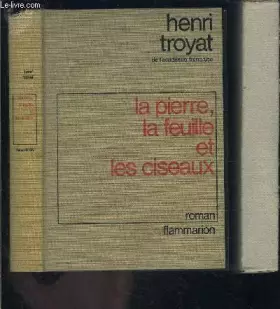 henri
troyat
de l'académie française
la pierre,
la feuille
et
les ciseaux
roman
flammarion